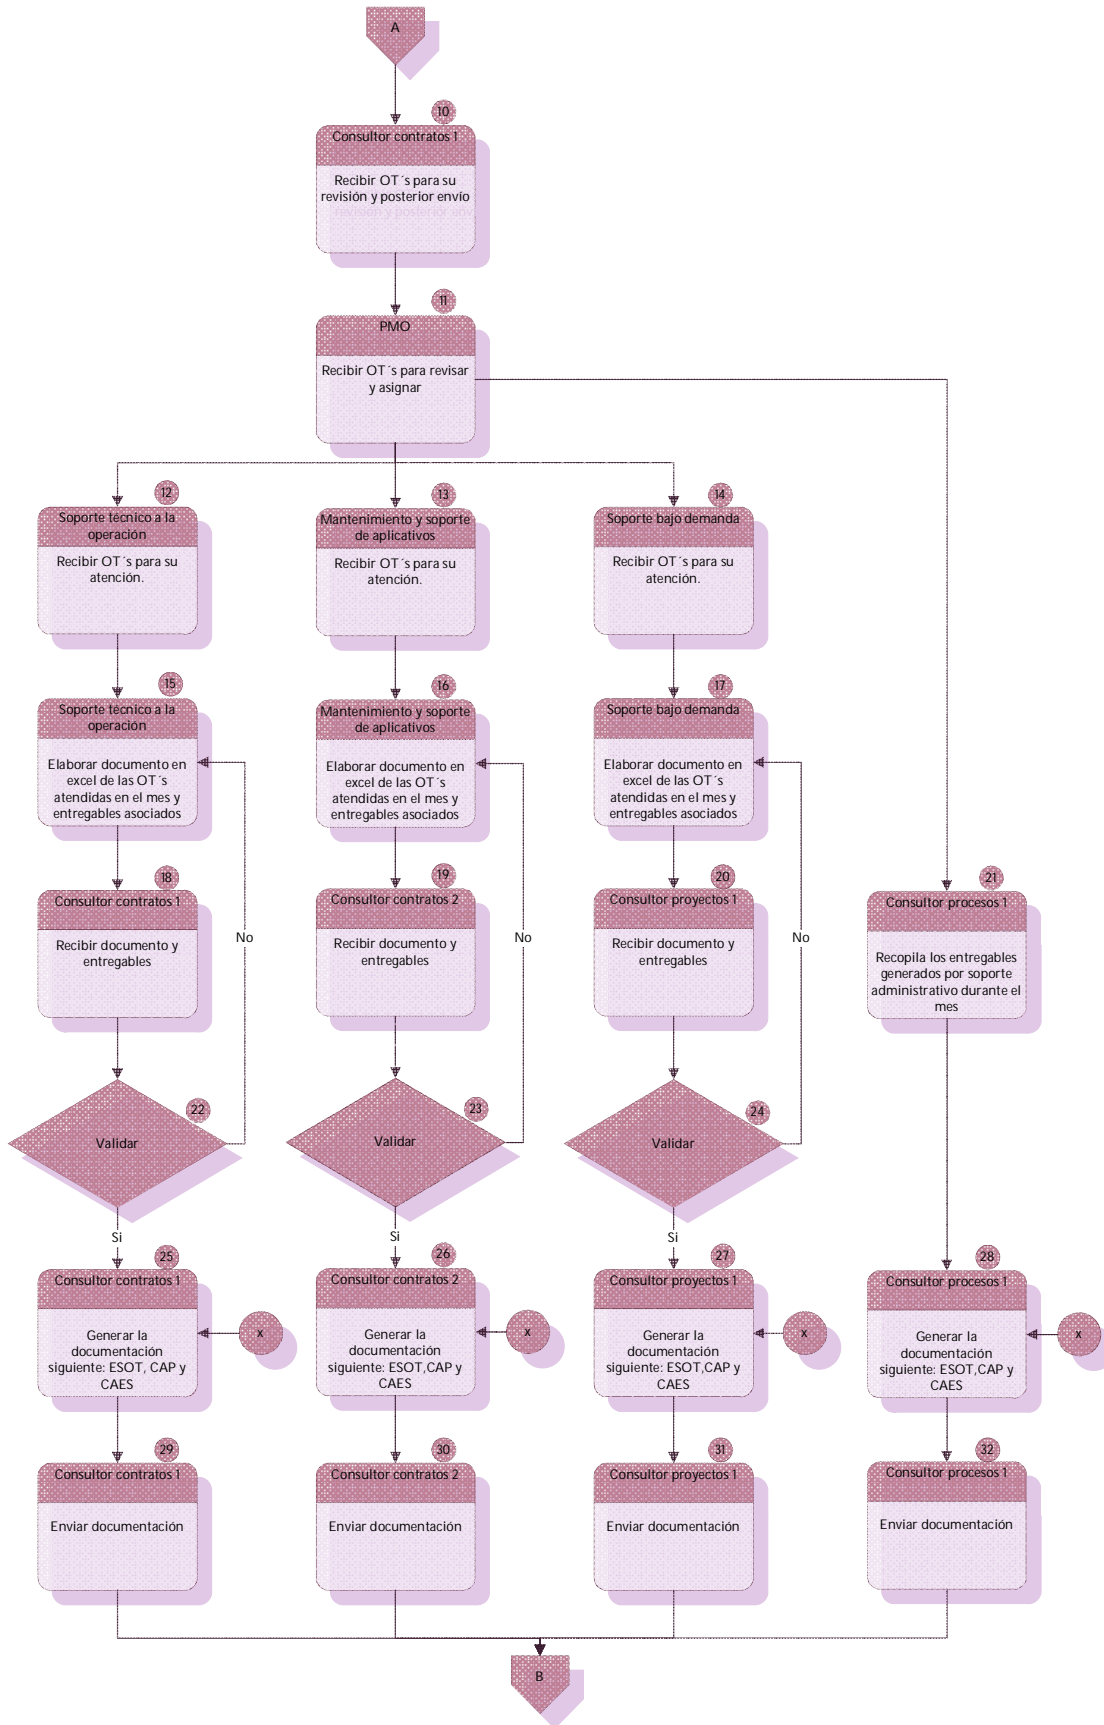 A
10
Consultor contratos 1
Recibir OT´s para su
revisión y posterior envío
11
PMO
Recibir OT´s para revisar
y asignar
12
Soporte técnico a la
operación
Recibir OT´s para su
atención.
13
Mantenimiento y soporte
de aplicativos
Recibir OT´s para su
atención.
14
Soporte bajo demanda
Recibir OT´s para su
atención.
15
Soporte técnico a la
operación
Elaborar documento en
excel de las OT´s
atendidas en el mes y
entregables asociados
16
Mantenimiento y soporte
de aplicativos
Elaborar documento en
excel de las OT´s
atendidas en el mes y
entregables asociados
17
Soporte bajo demanda
Elaborar documento en
excel de las OT´s
atendidas en el mes y
entregables asociados
18
Consultor contratos 1
Recibir documento y
entregables
No
19
Consultor contratos 2
Recibir documento y
entregables
No
20
Consultor proyectos 1
Recibir documento y
entregables
No
21
Consultor procesos 1
Recopila los entregables
generados por soporte
administrativo durante el
mes
22
Validar
Si
23
Validar
Si
24
Validar
Si
25
Consultor contratos 1
Generar la
documentación
siguiente: ESOT, CAP y
CAES
x
26
Consultor contratos 2
Generar la
documentación
siguiente: ESOT,CAP y
CAES
x
27
Consultor proyectos 1
Generar la
documentación
siguiente: ESOT,CAP y
CAES
x
28
Consultor procesos 1
Generar la
documentación
siguiente: ESOT,CAP y
CAES
x
29
Consultor contratos 1
Enviar documentación
30
Consultor contratos 2
Enviar documentación
31
Consultor proyectos 1
Enviar documentación
32
Consultor procesos 1
Enviar documentación
B